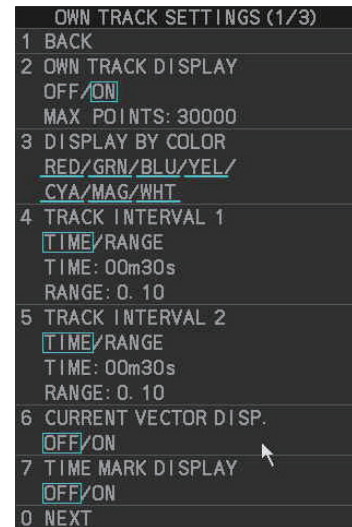 OWN TRACK SETTINGS (1/3)
1 BACK
2 OWN TRACK DISPLAY
OFF/ON
MAX POINTS: 30000
3 DISPLAY BY COLOR
RED/GRN/BLU/YEL/
CYA/MAG/WHT
4 TRACK INTERVAL 1
TIME/RANGE
TIME: 00m30s
RANGE: 0. 10
5 TRACK INTERVAL 2
TIME/RANGE
TIME: 00m30s
RANGE: 0. 10
6 CURRENT VECTOR DISP.
OFF/ON
7 TIME MARK DISPLAY
OFF/ON
0 NEXT